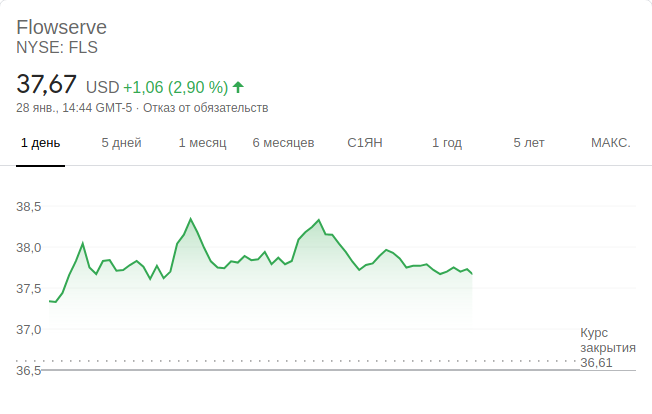 Flowserve
NYSE: FLS
37,67 USD +1,06 (2,90 %)
28 янв., 14:44 GMT-5 · Отказ от обязательств
1 день 5 дней 1 месяц 6 месяцев С1ЯН 1 год 5 лет МАКС.
38,5
38,0
37,5
37,0
Курс
закрытия
36,61
36,5